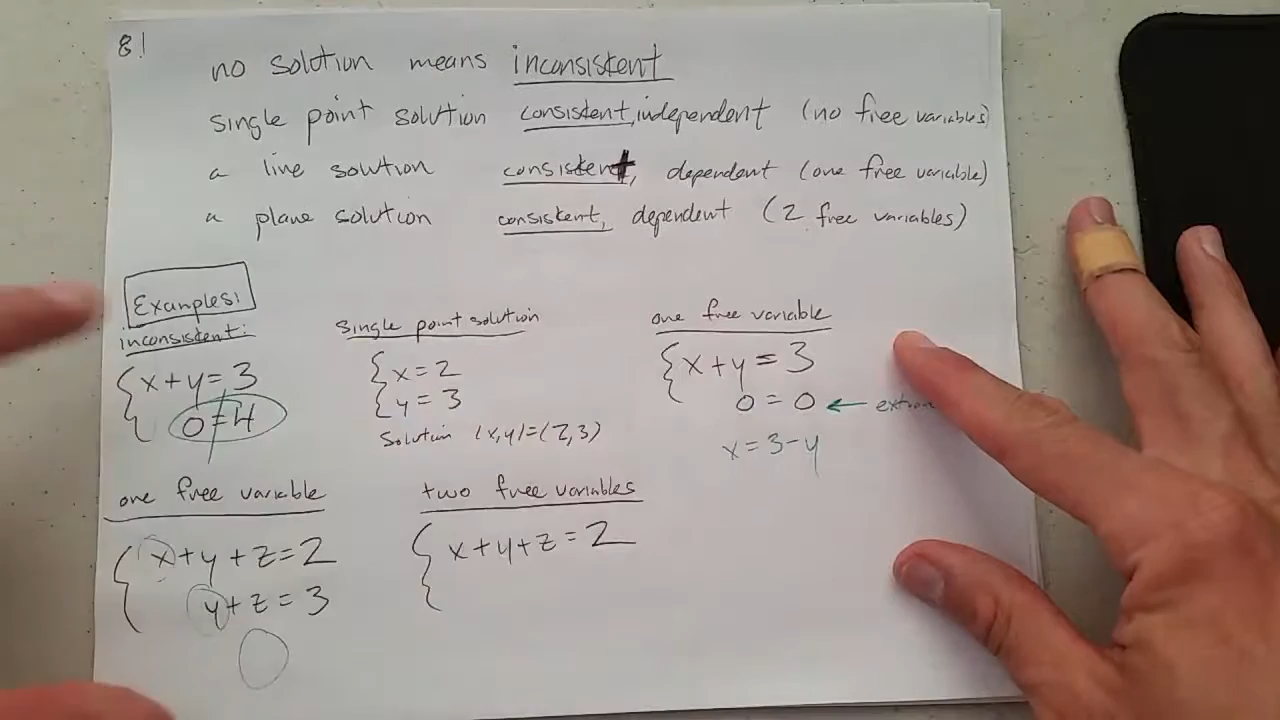 8!
no solution means inconsistent
single point solution consistent, independent (no free variables)
a line solution consistent, dependent (one free variable)
a plane solution consistent, dependent (2 free variables)
Examples:
inconsistent:
x+y=3
0=4
single point solution
x=2
y=3
Solution (x,y)=(2,3)
one free variable
x+y=3
0=0 ←
x=3-y
one free variable
x+y+z=2
y+z=3
two free variables
x+y+z=2